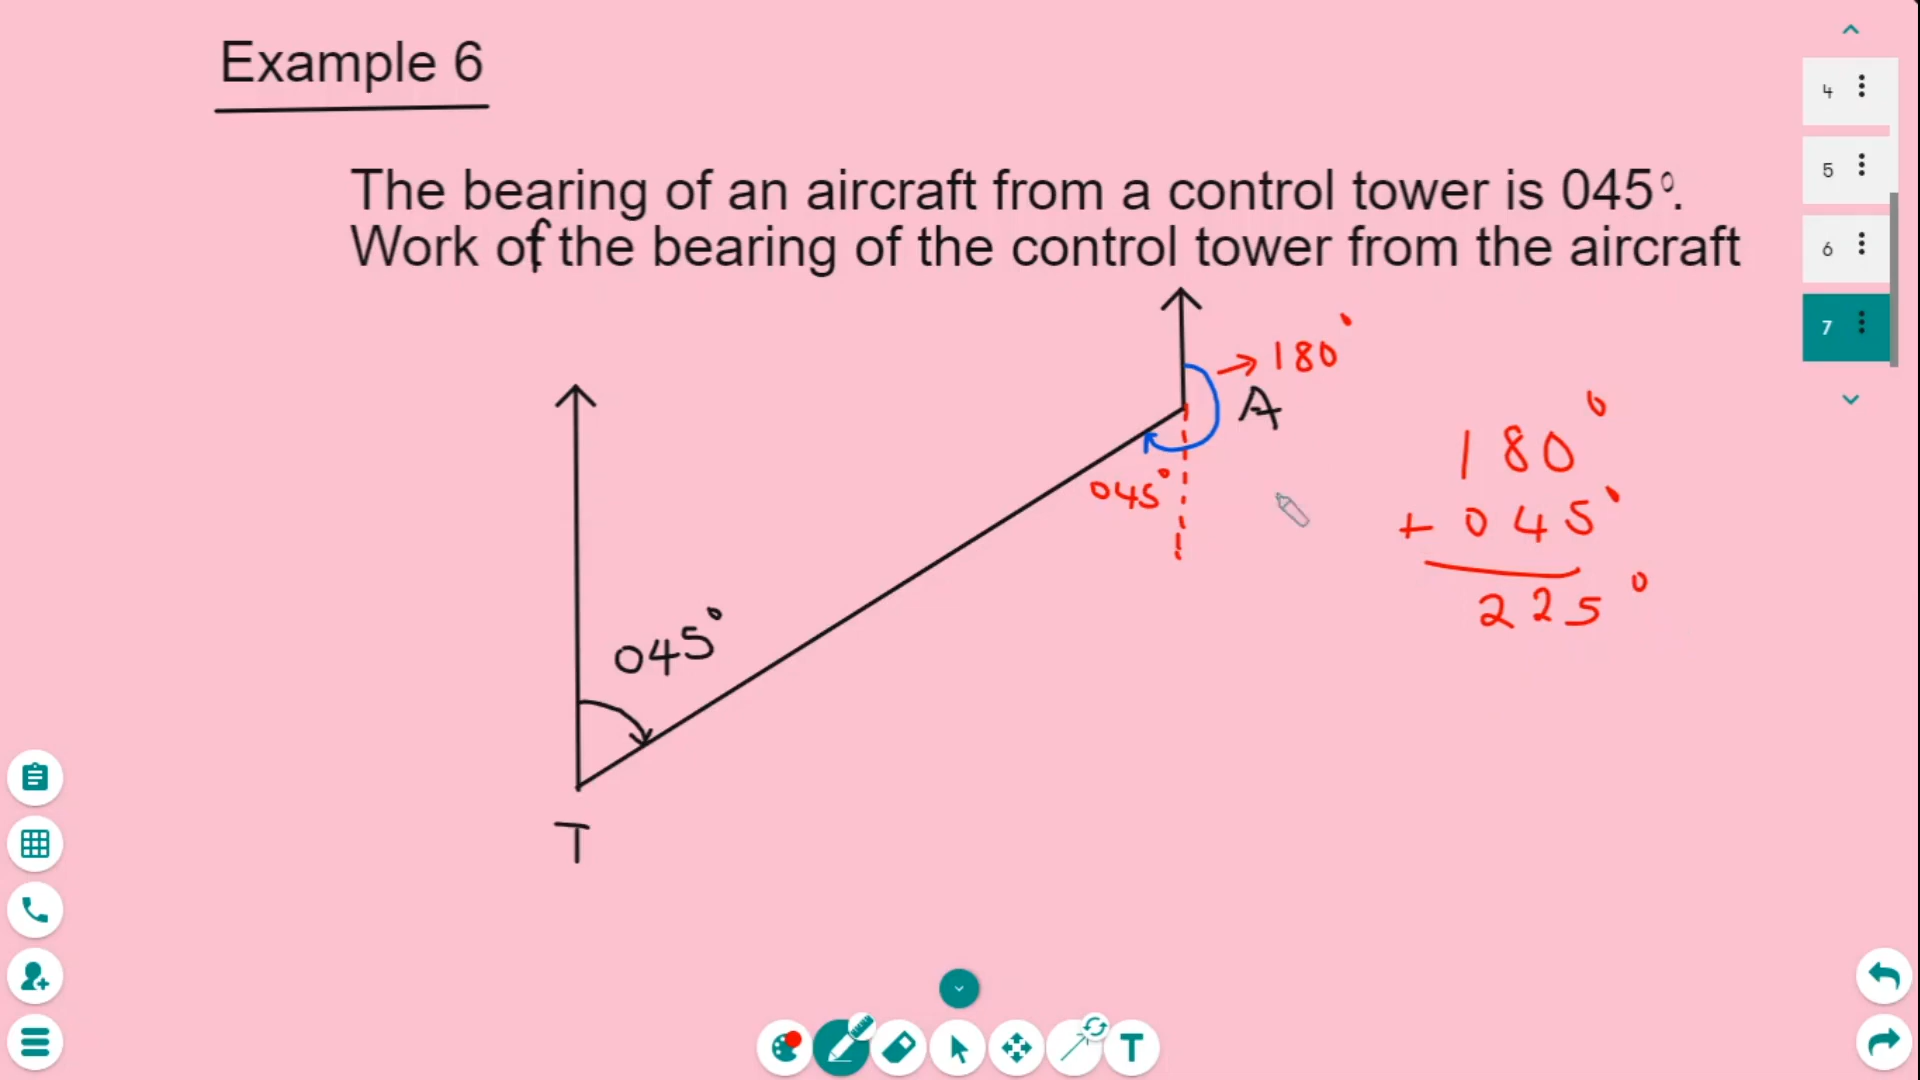 Example 6
The bearing of an aircraft from a control tower is 045°.
Work of the bearing of the control tower from the aircraft
→ 180°
A
045°
045°
T
180°
+ 045°
225°
4
5
6
7
T